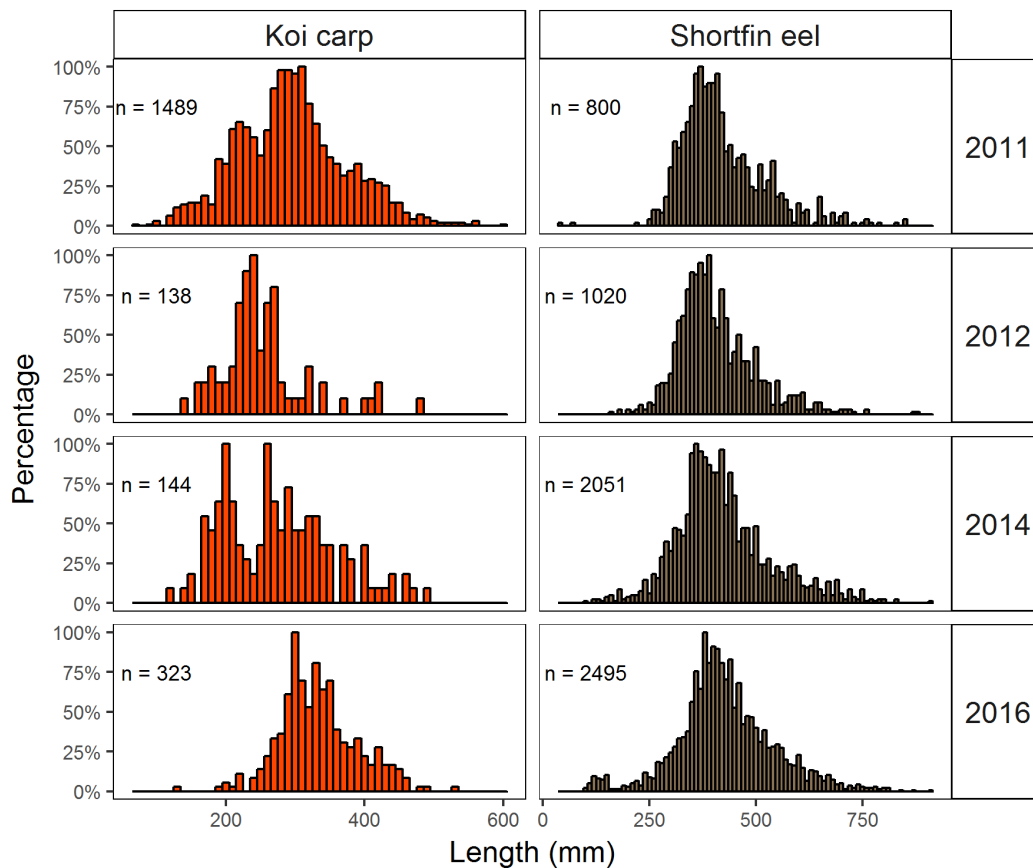 Koi carp
Shortfin eel
100%
75%
50%
25%
0%
n = 1489
n = 800
2011
100%
75%
50%
25%
0%
n = 138
n = 1020
2012
100%
75%
50%
25%
0%
n = 144
n = 2051
2014
100%
75%
50%
25%
0%
n = 323
n = 2495
2016
Percentage
200
400
600
0
250
500
750
Length (mm)